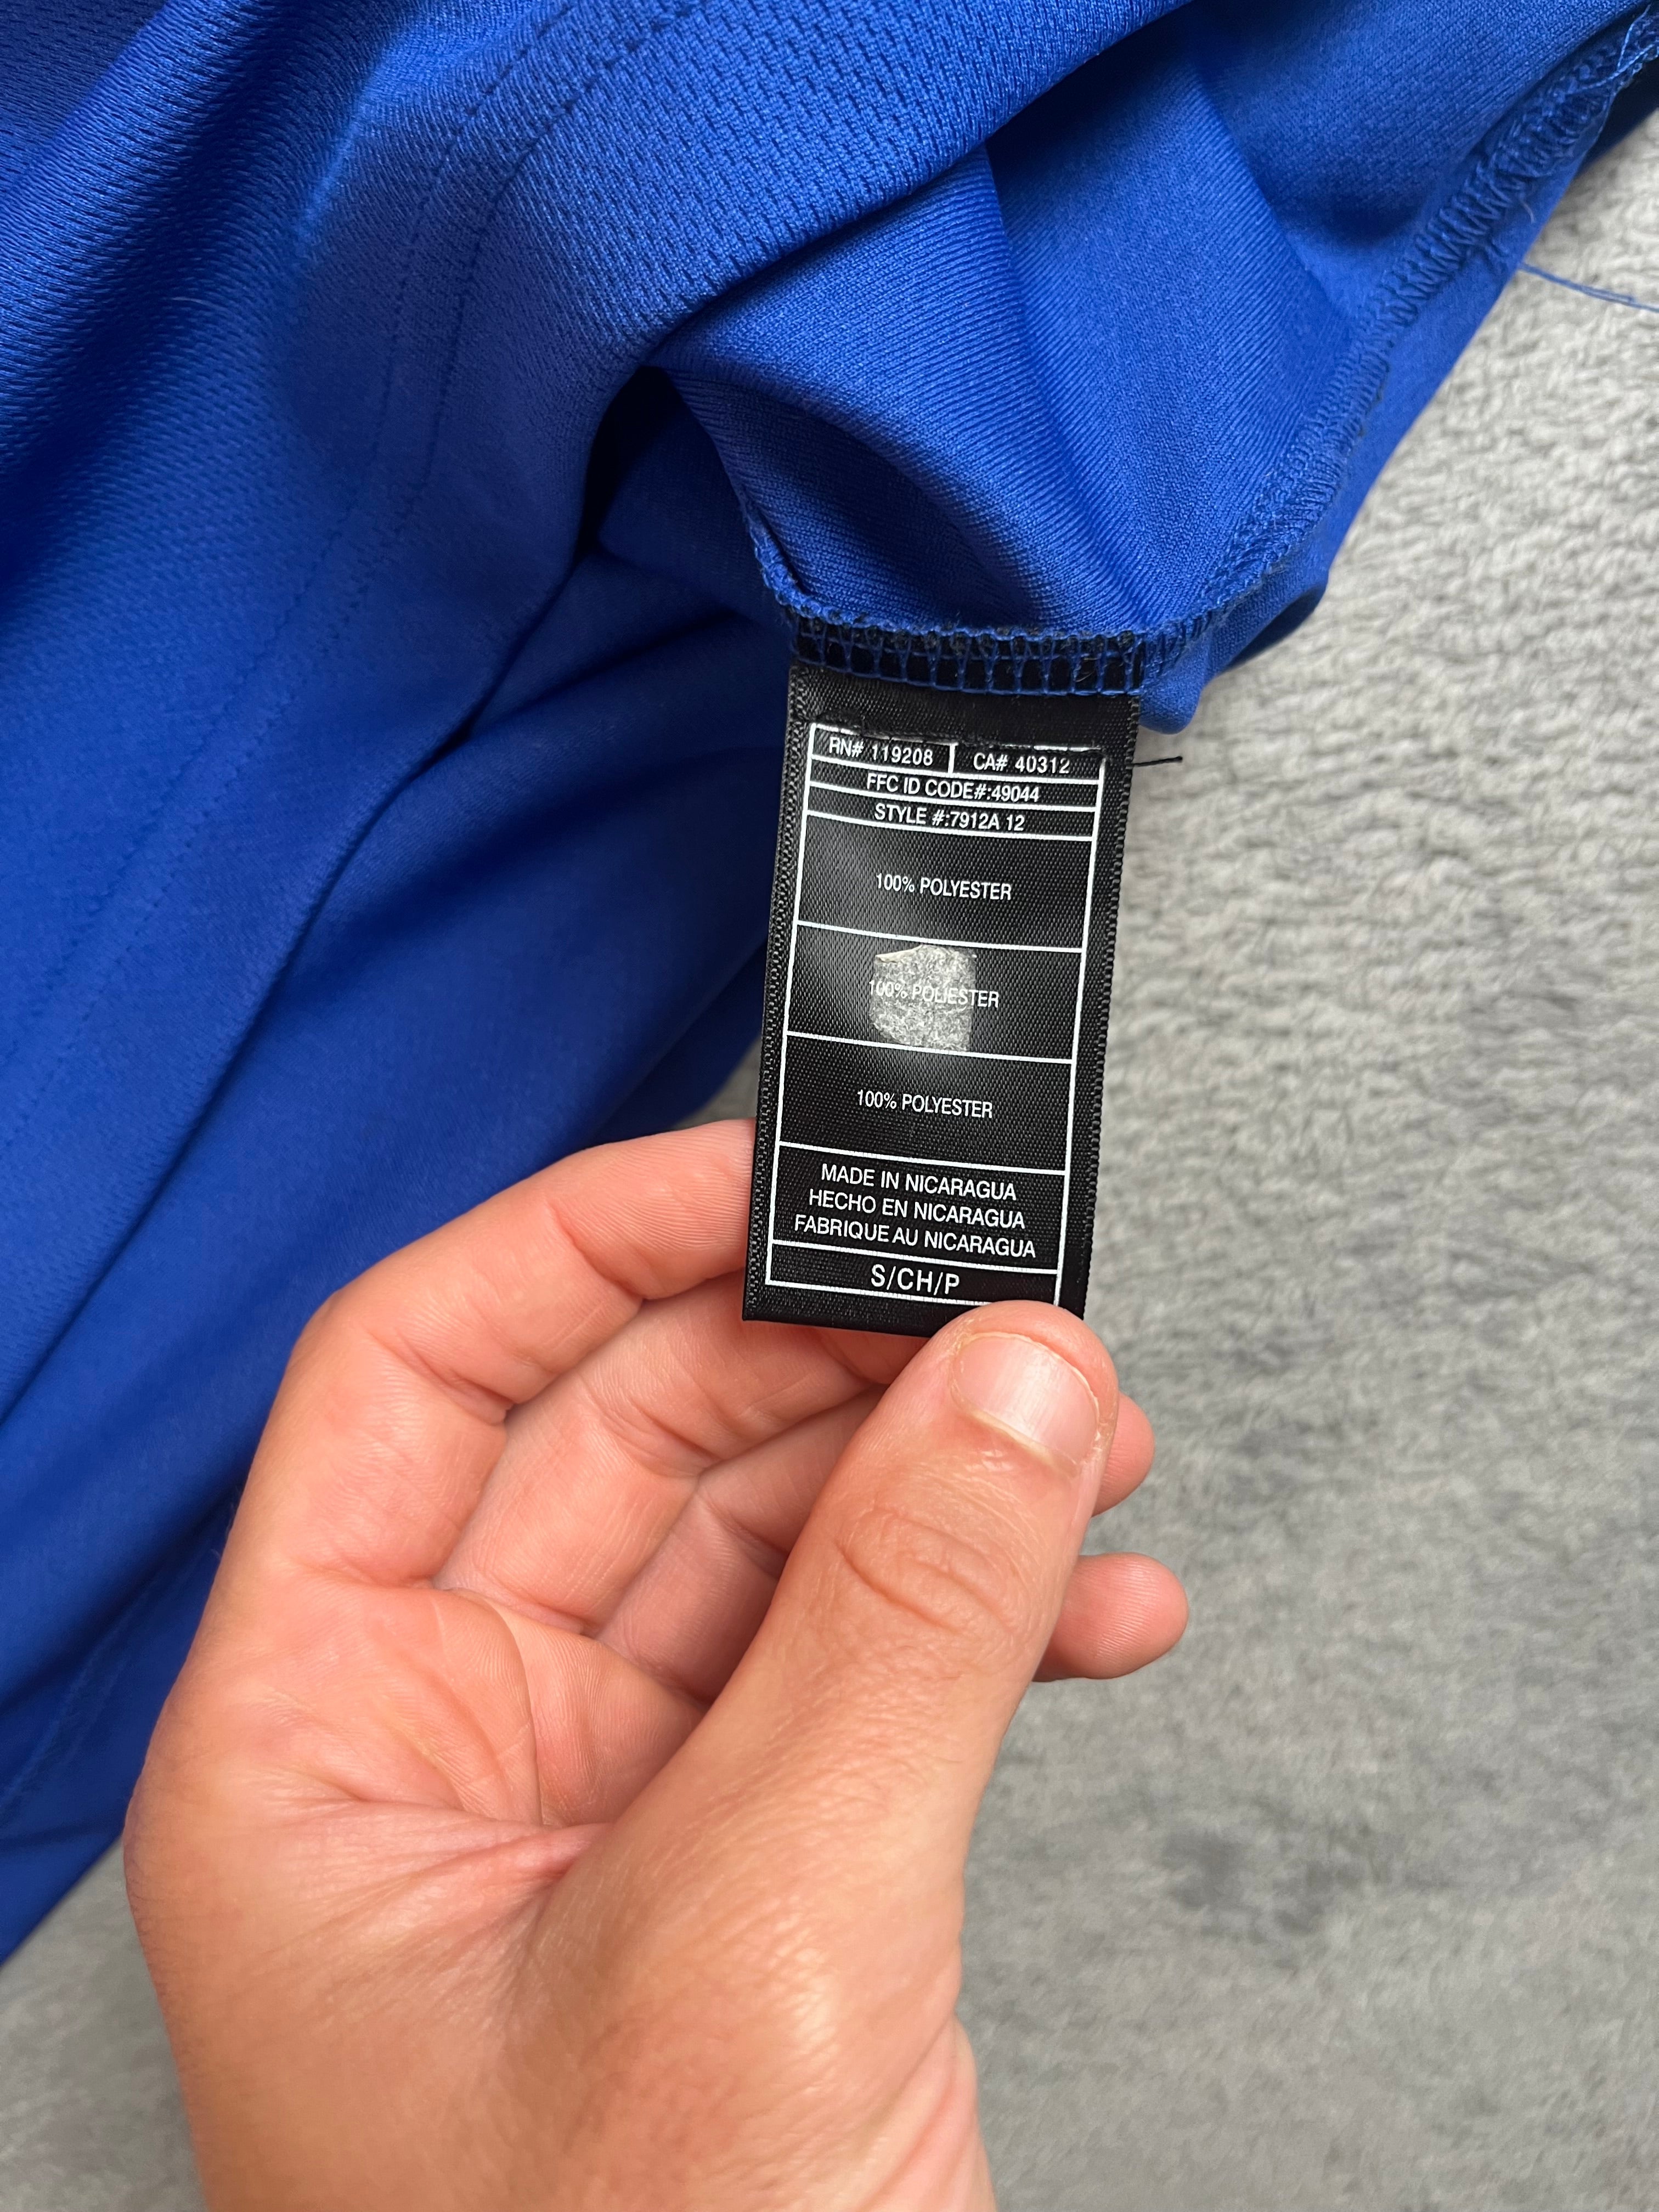 RN# 119208 CA# 40312
FFC ID CODE#:49044
STYLE #:7912A 12
100% POLYESTER
100% POLIESTER
100% POLYESTER
MADE IN NICARAGUA
HECHO EN NICARAGUA
FABRIQUE AU NICARAGUA
S/CH/P